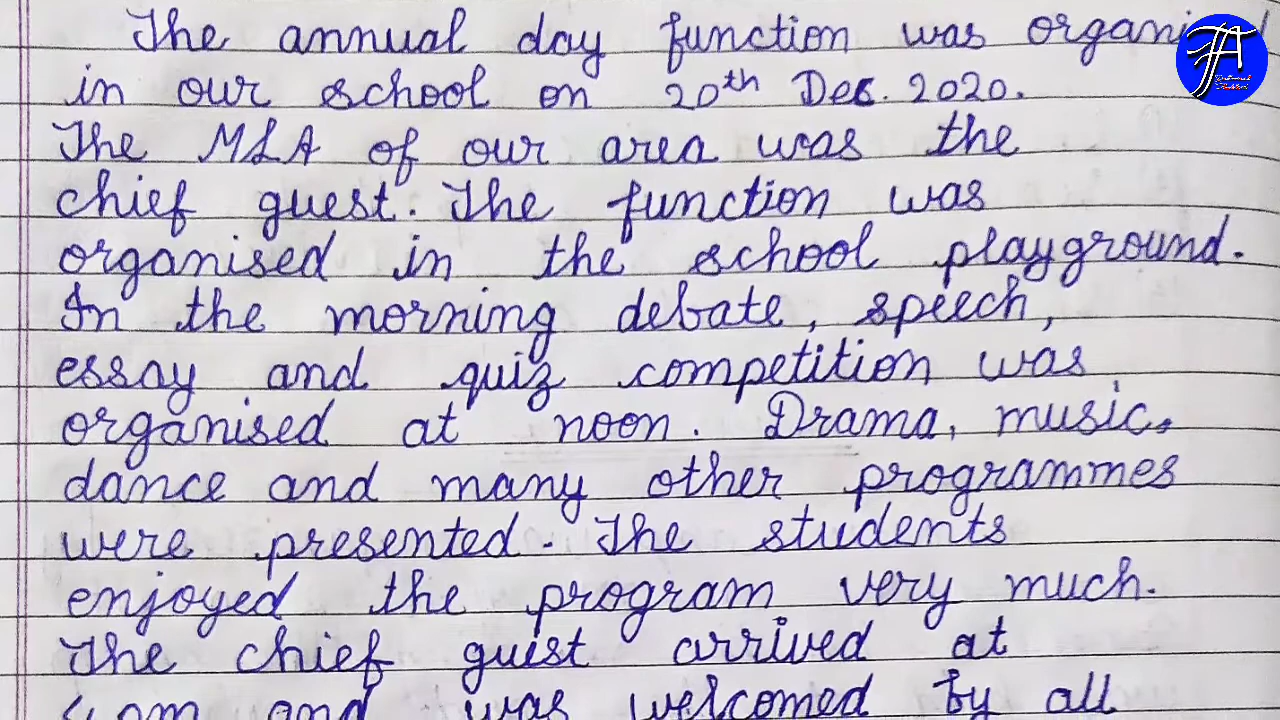 The annual day function was organi
in our school on 20th Dec. 2020.
The MLA of our area was the
chief guest. The function was
organised in the school playground.
In the morning debate, speech,
essay and quiz competition was
organised at noon. Drama, music,
dance and many other programmes
were presented. The students
enjoyed the program very much.
The chief guist arrived at
and was welcomed by all